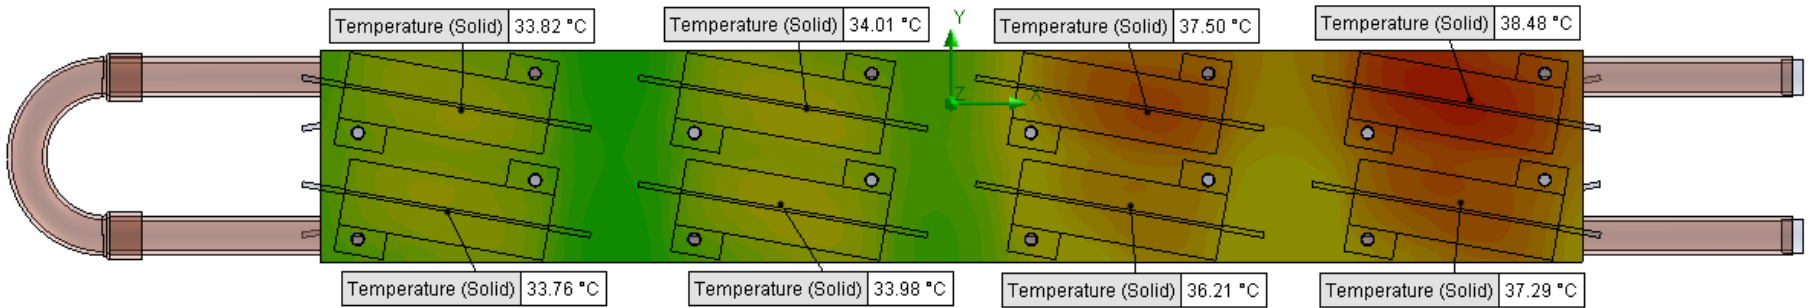 Temperature (Solid) 33.82 °C
Temperature (Solid) 34.01 °C
Temperature (Solid) 37.50 °C
Temperature (Solid) 38.48 °C
Y
Z
X
Temperature (Solid) 33.76 °C
Temperature (Solid) 33.98 °C
Temperature (Solid) 36.21 °C
Temperature (Solid) 37.29 °C